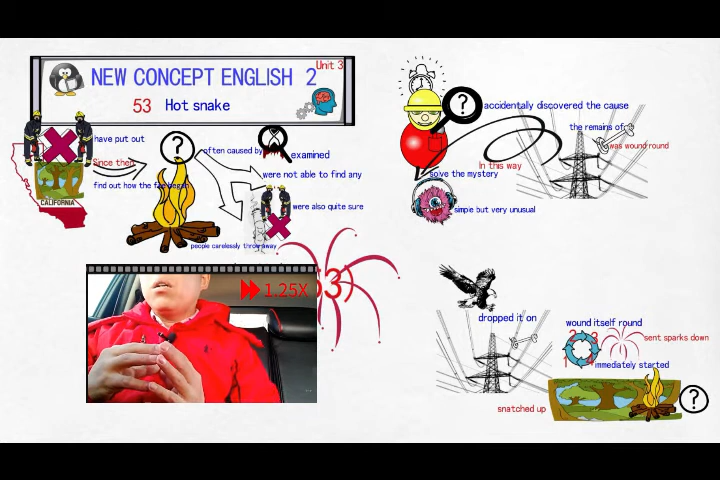 Unit 3
NEW CONCEPT ENGLISH 2
53 Hot snake
have put out
Since then
find out how the fire began
CALIFORNIA
?
often caused by
examined
were not able to find any
were also quite sure
people carelessly throw away
53)
1.25X
?
accidentally discovered the cause
the remains of
was wound round
In this way
solve the mystery
simple but very unusual
dropped it on
wound itself round
sent sparks down
immediately started
snatched up
?